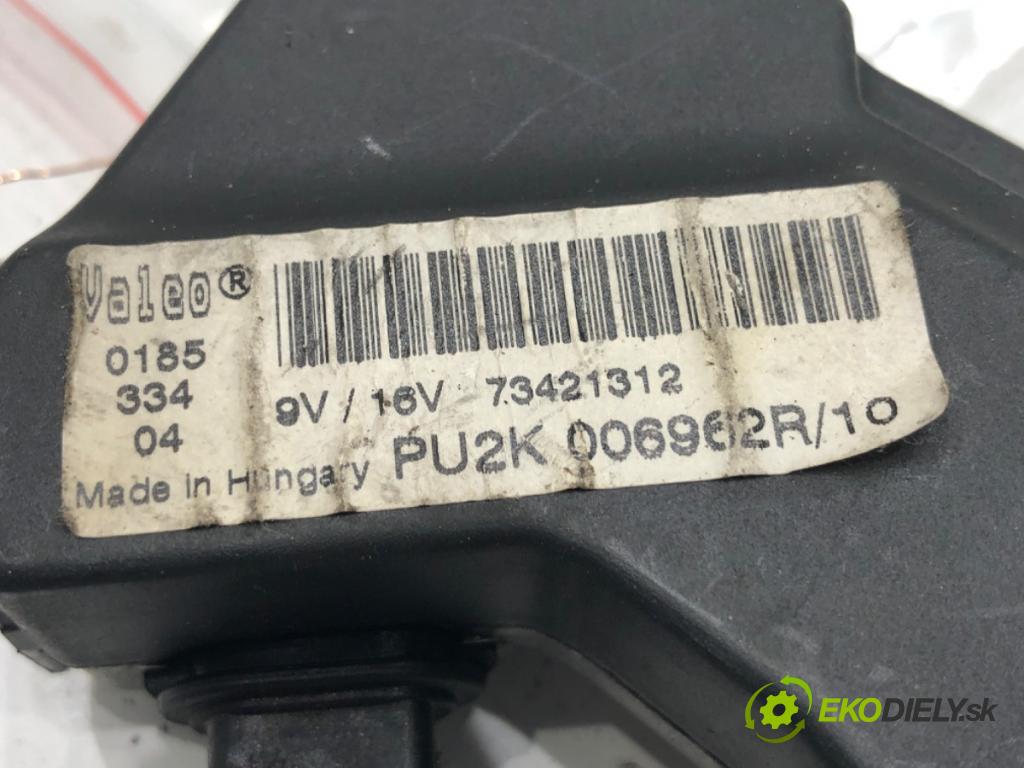 Valeo®
0185
334
04
9V / 16V 73421312
Made in Hungary
PU2K 006962R/10
EKODIELY.sk